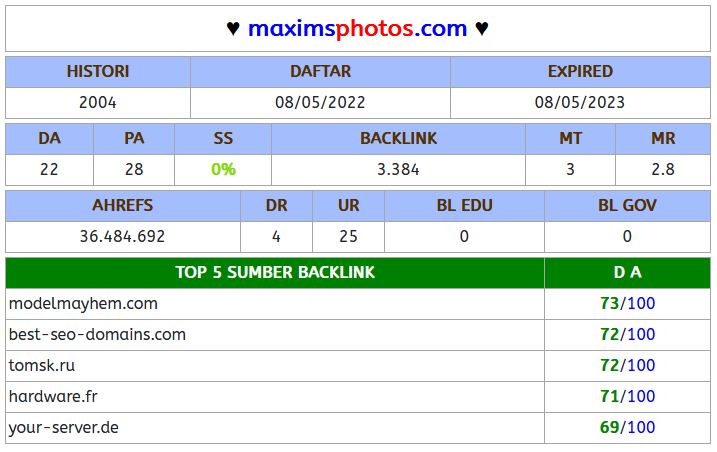 ♥ maximsphotos.com ♥
HISTORI DAFTAR EXPIRED
2004 08/05/2022 08/05/2023
DA PA SS BACKLINK MT MR
22 28 0% 3.384 3 2.8
AHREFS DR UR BL EDU BL GOV
36.484.692 4 25 0 0
TOP 5 SUMBER BACKLINK D A
modelmayhem.com 73/100
best-seo-domains.com 72/100
tomsk.ru 72/100
hardware.fr 71/100
your-server.de 69/100